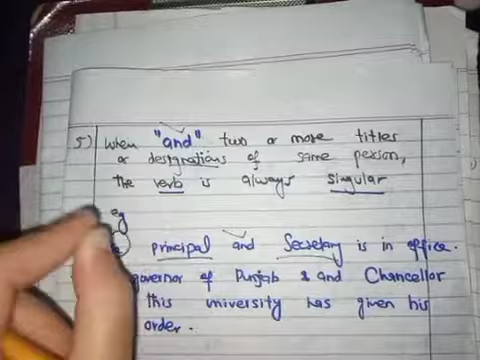 5) When "and" two or more titles
or designations of same person,
the verb is always singular
eg
principal and Secretary is in office.
governor of Punjab & and Chancellor
this university has given his
order.